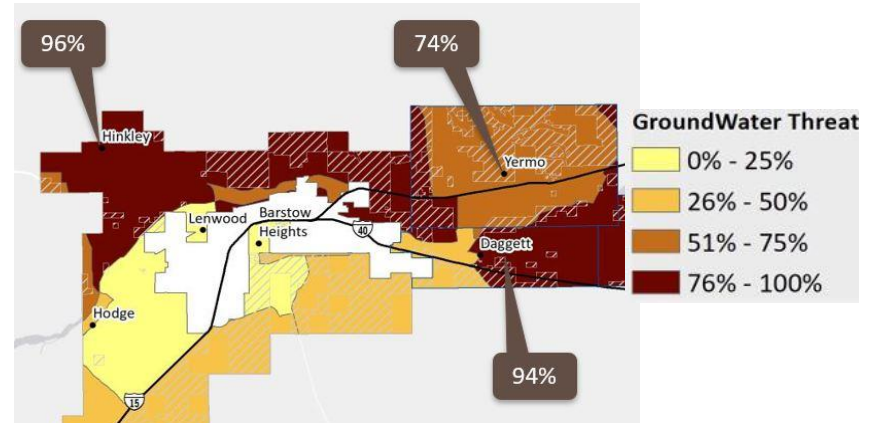 96%
74%
Hinkley
Yermo
Lenwood
Barstow
Heights
40
Daggett
Hodge
15
94%
GroundWater Threat
0% - 25%
26% - 50%
51% - 75%
76% - 100%